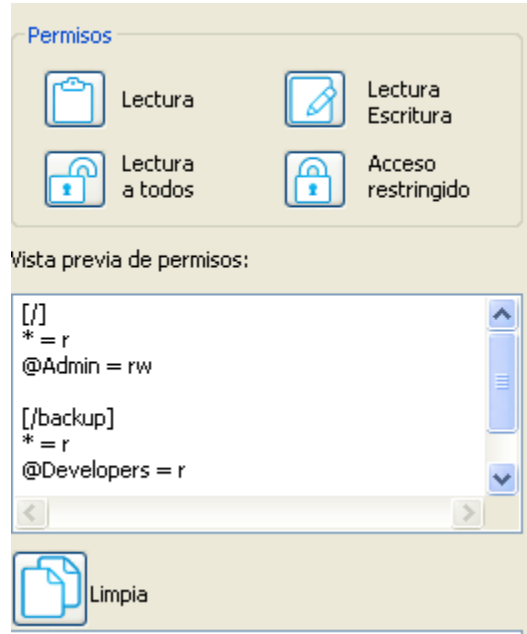 Permisos
Lectura
Lectura
Escritura
Lectura
a todos
Acceso
restringido
Vista previa de permisos:
[/]
* = r
@Admin = rw
[/backup]
* = r
@Developers = r
Limpia